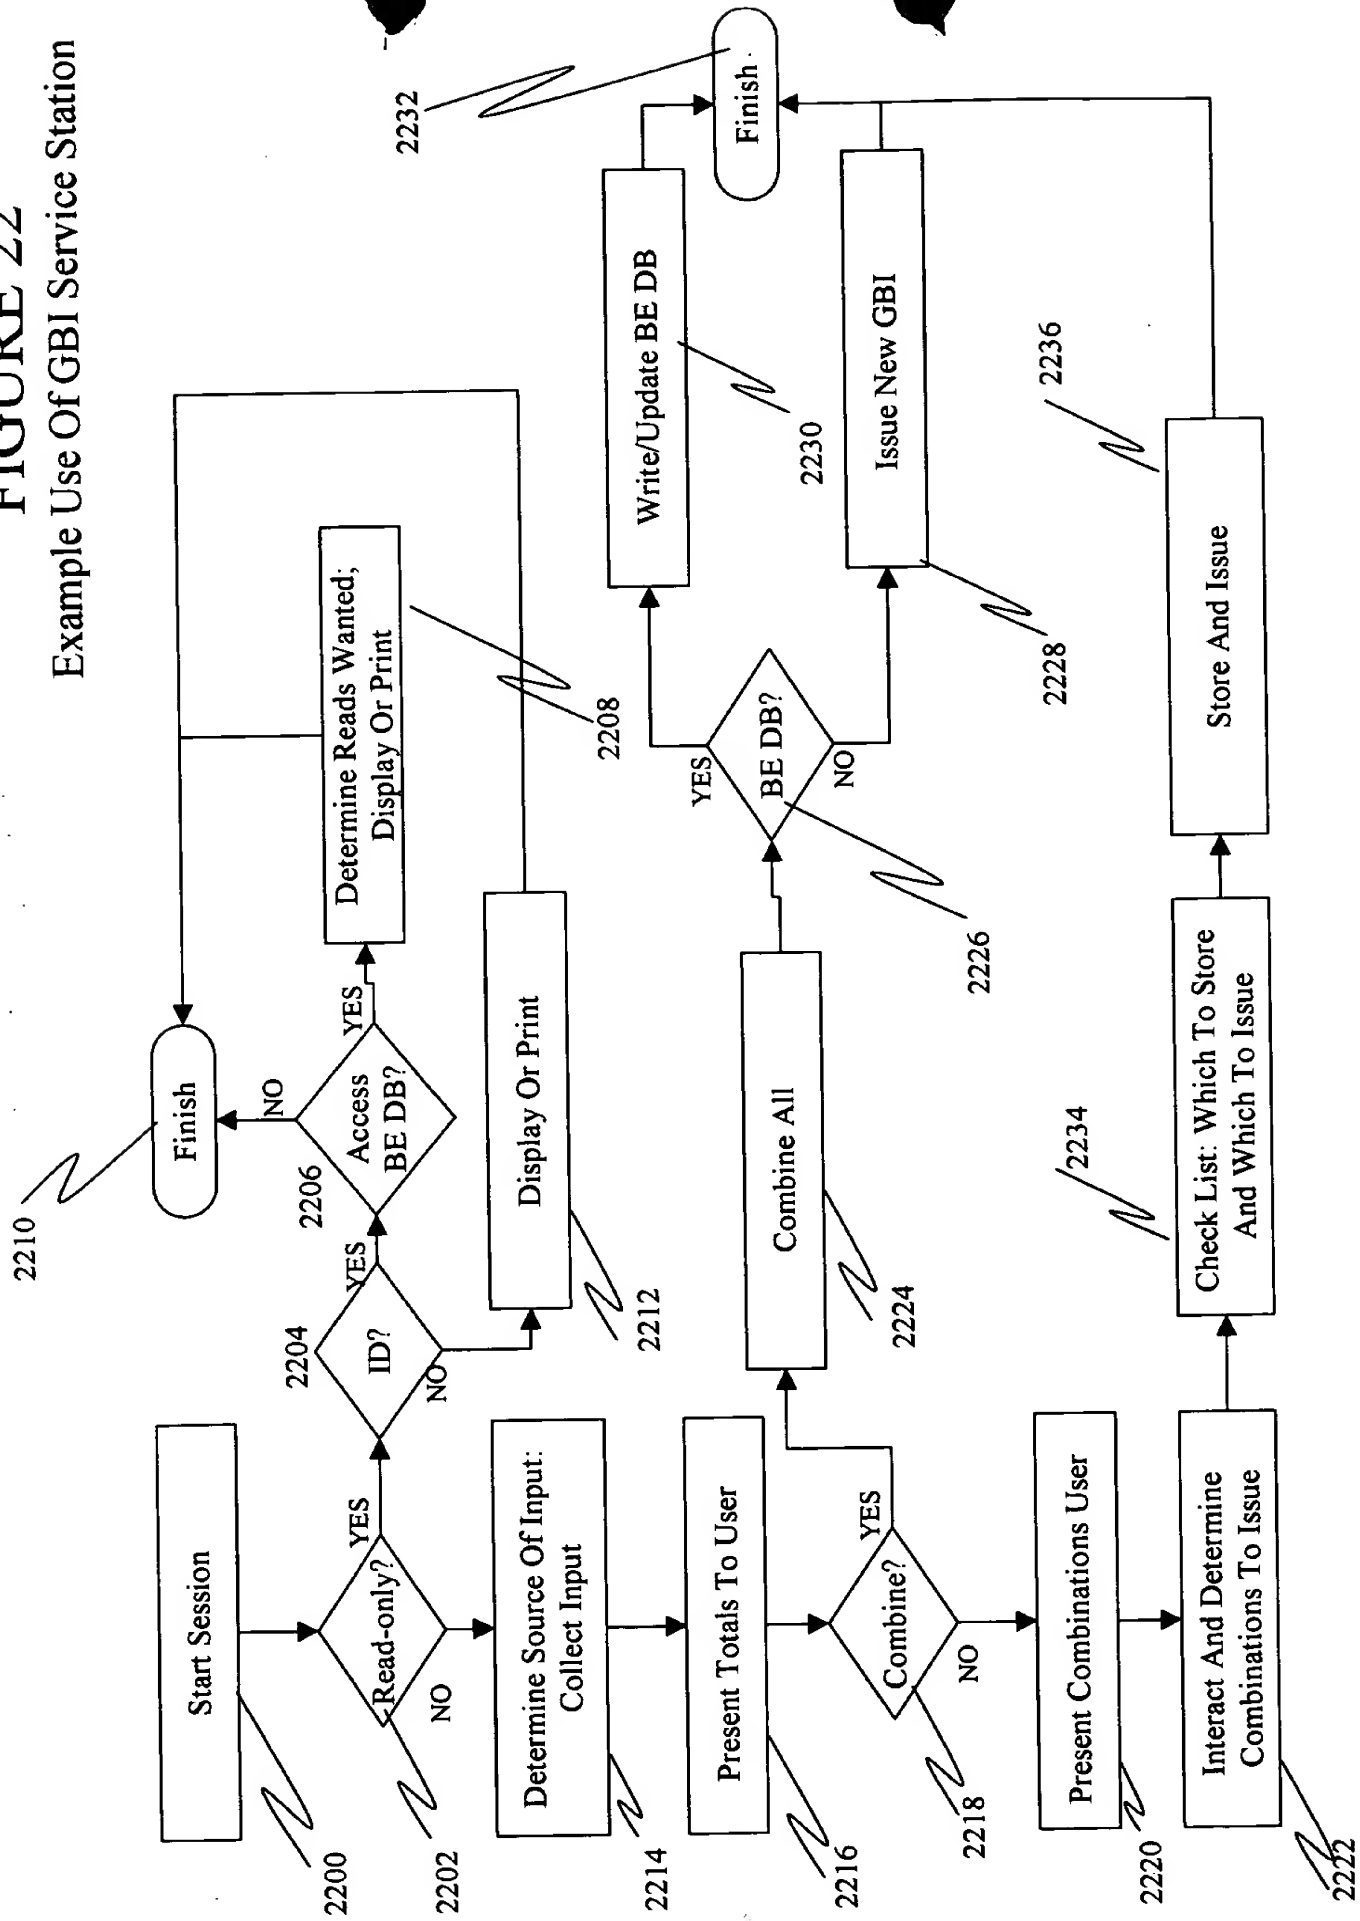 FIGURE 22
Example Use Of GBI Service Station
2210
Finish
Start Session
2200
2204
2206
NO
Read-only?
YES
ID?
YES
Access
BE DB?
YES
Determine Reads Wanted;
Display Or Print
2208
2202
NO
NO
Display Or Print
2212
Determine Source Of Input:
Collect Input
2214
Present Totals To User
2216
Combine?
YES
NO
2218
Combine All
2224
BE DB?
YES
NO
2226
Write/Update BE DB
2230
Issue New GBI
2228
Finish
2232
Present Combinations User
2220
Interact And Determine
Combinations To Issue
2222
Check List: Which To Store
And Which To Issue
2234
Store And Issue
2236